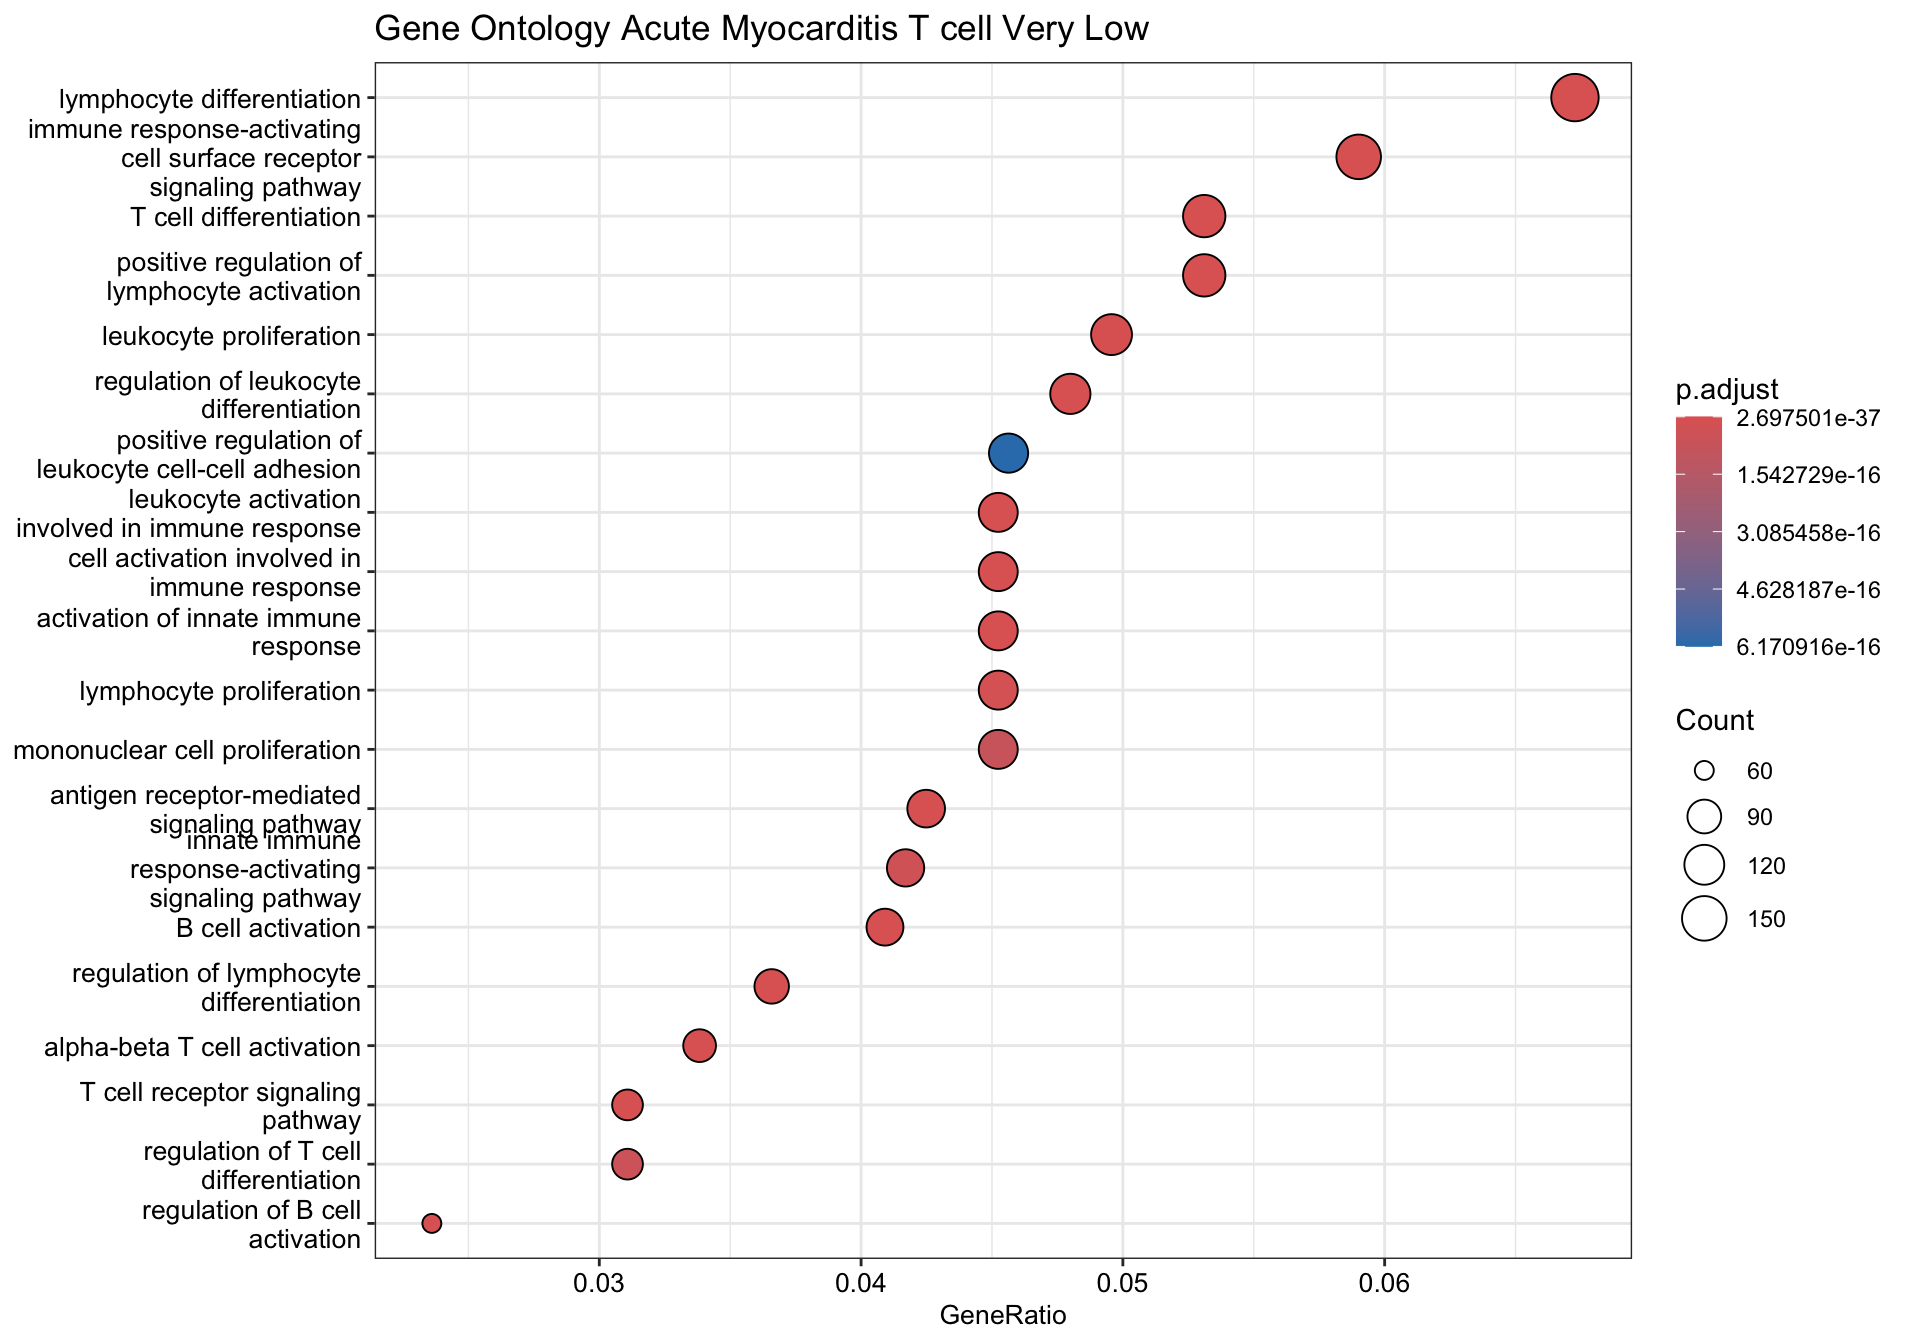 Gene Ontology Acute Myocarditis T cell Very Low
lymphocyte differentiation
immune response-activating
cell surface receptor
signaling pathway
T cell differentiation
positive regulation of
lymphocyte activation
leukocyte proliferation
regulation of leukocyte
differentiation
positive regulation of
leukocyte cell-cell adhesion
leukocyte activation
involved in immune response
cell activation involved in
immune response
activation of innate immune
response
lymphocyte proliferation
mononuclear cell proliferation
antigen receptor-mediated
signaling pathway
innate immune
response-activating
signaling pathway
B cell activation
regulation of lymphocyte
differentiation
alpha-beta T cell activation
T cell receptor signaling
pathway
regulation of T cell
differentiation
regulation of B cell
activation
0.03 0.04 0.05 0.06
GeneRatio
p.adjust
2.697501e-37
1.542729e-16
3.085458e-16
4.628187e-16
6.170916e-16
Count
60
90
120
150